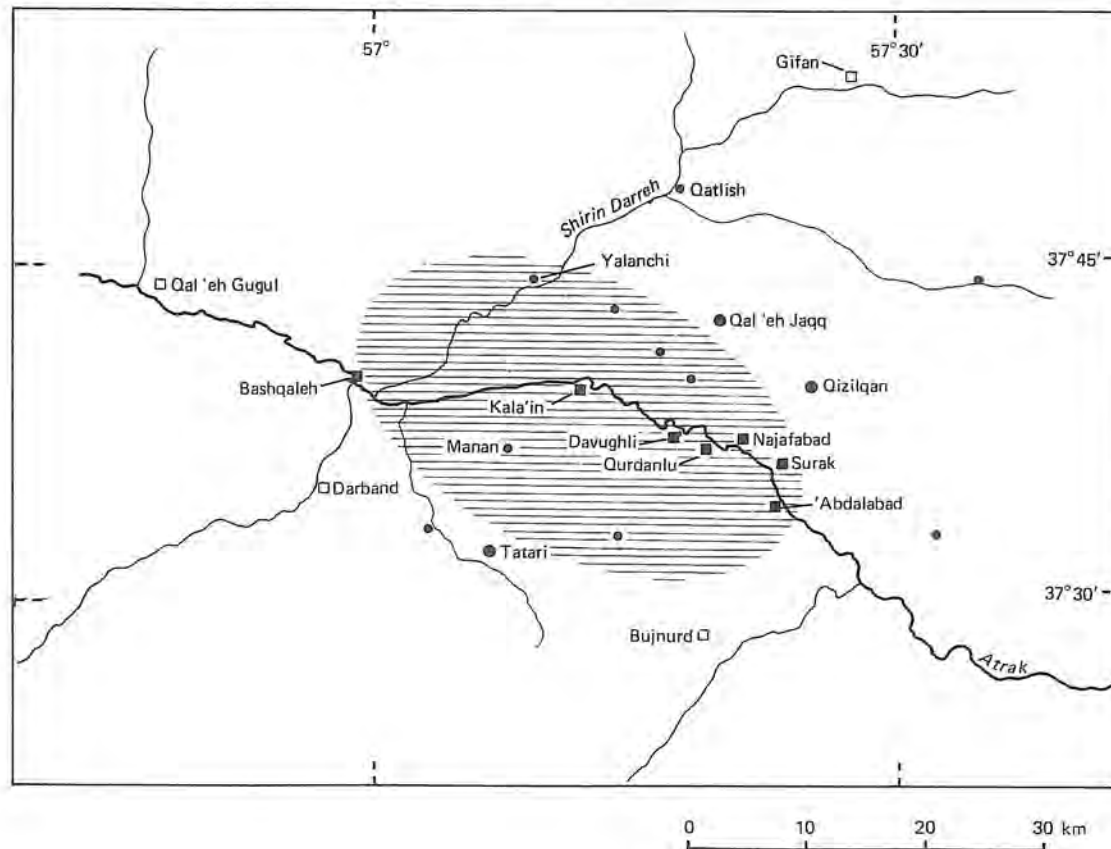 57°
57°30′
Gifan
Qatlish
Shirin Darreh
Yalanchi
37°45′
Qal 'eh Gugul
Qal 'eh Jaqq
Bashqaleh
Qizilqan
Kala'in
Manan
Davughli
Najafabad
Qurdanlu
Surak
Darband
'Abdalabad
Tatari
37°30′
Bujnurd
Atrak
0 10 20 30 km